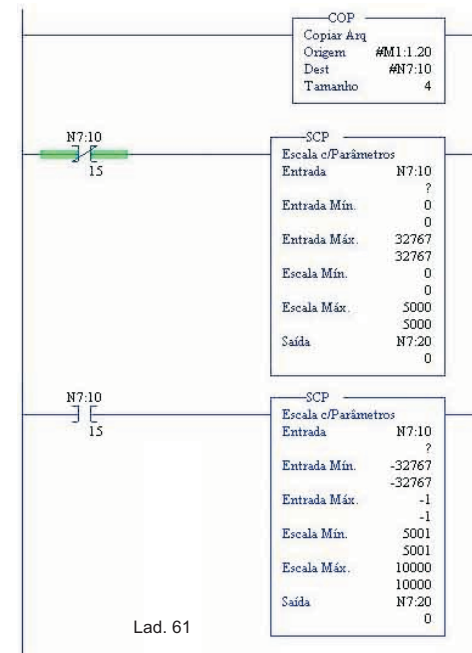 COP
Copiar Arq
Origem #M1:1.20
Dest #N7:10
Tamanho 4
N7:10
15
SCP
Escala c/Parâmetros
Entrada N7:10
?
Entrada Mín. 0
0
Entrada Máx. 32767
32767
Escala Mín. 0
0
Escala Máx. 5000
5000
Saída N7:20
0
N7:10
15
SCP
Escala c/Parâmetros
Entrada N7:10
?
Entrada Mín. -32767
-32767
Entrada Máx. -1
-1
Escala Mín. 5001
5001
Escala Máx. 10000
10000
Saída N7:20
0
Lad. 61